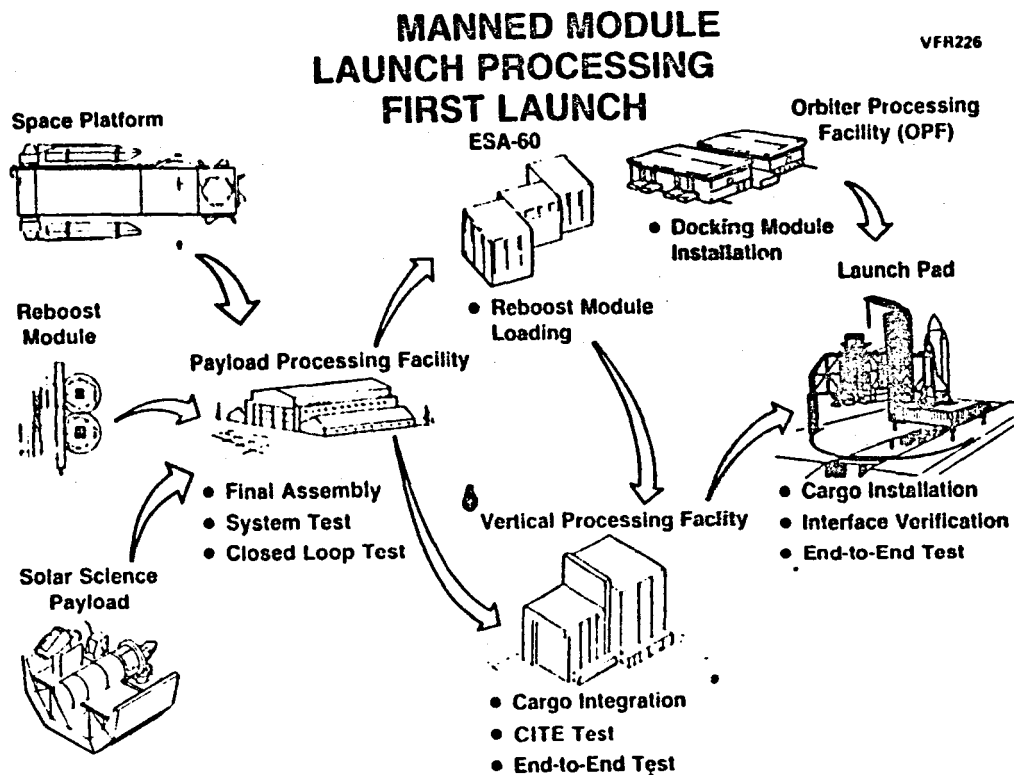 MANNED MODULE
LAUNCH PROCESSING
FIRST LAUNCH
VFR226
Space Platform
Reboost
Module
Solar Science
Payload
Payload Processing Facility
● Final Assembly
● System Test
● Closed Loop Test
ESA-60
● Reboost Module
Loading
Orbiter Processing
Facility (OPF)
● Docking Module
Installation
Vertical Processing Facility
● Cargo Integration
● CITE Test
● End-to-End Test
Launch Pad
● Cargo Installation
● Interface Verification
● End-to-End Test